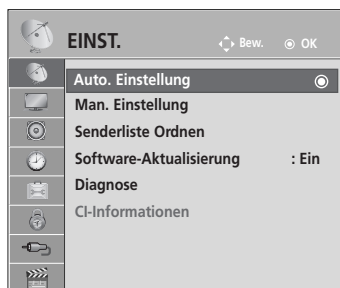 EINST. Bew. OK
Auto. Einstellung
Man. Einstellung
Senderliste Ordnen
Software-Aktualisierung : Ein
Diagnose
CI-Informationen